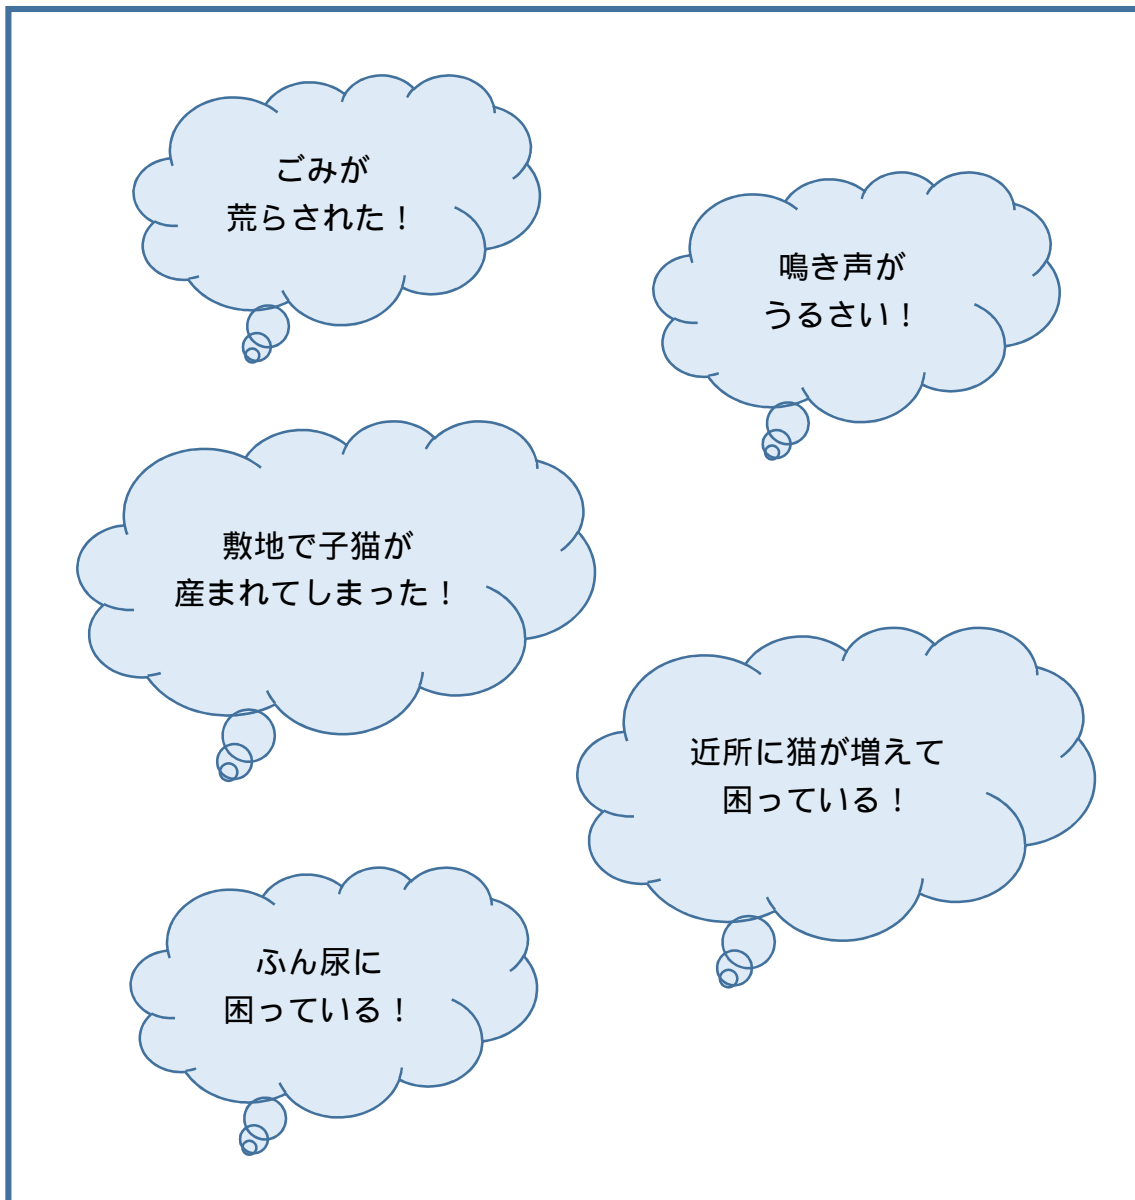 ごみが
荒らされた！
鳴き声が
うるさい！
敷地で子猫が
産まれてしまった！
近所に猫が増えて
困っている！
ふん尿に
困っている！